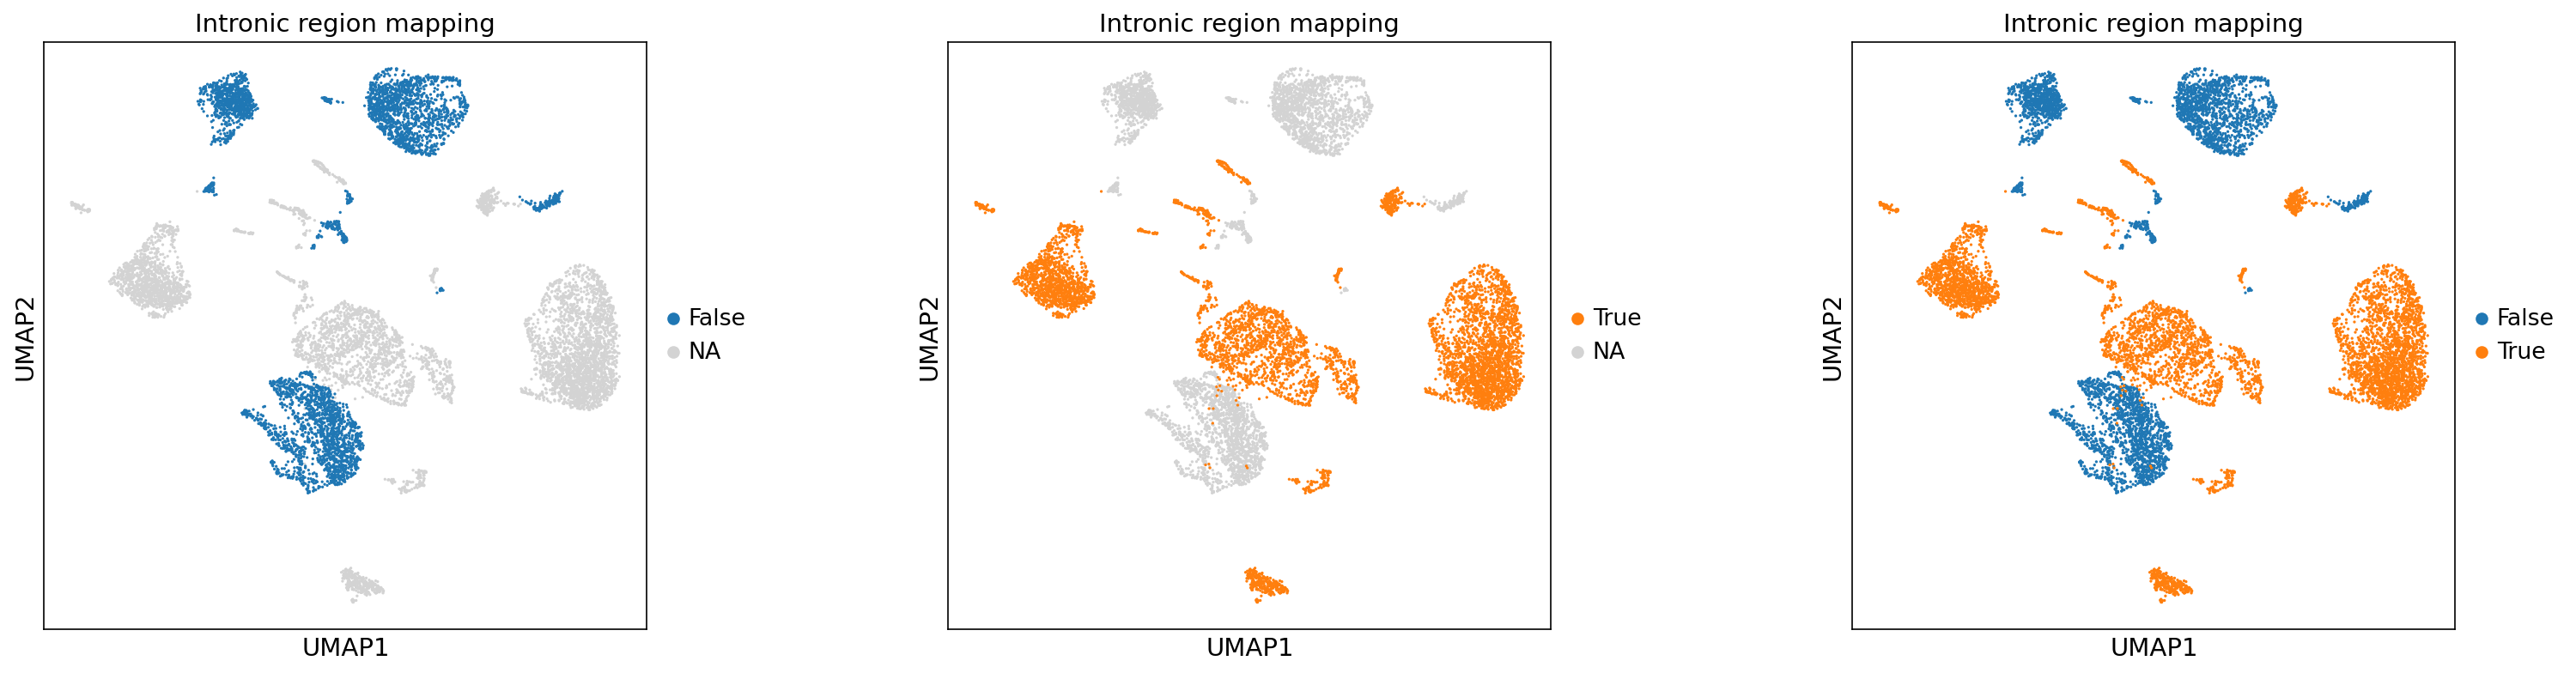 Intronic region mapping
UMAP2
UMAP1
False
NA
Intronic region mapping
UMAP2
UMAP1
True
NA
Intronic region mapping
UMAP2
UMAP1
False
True